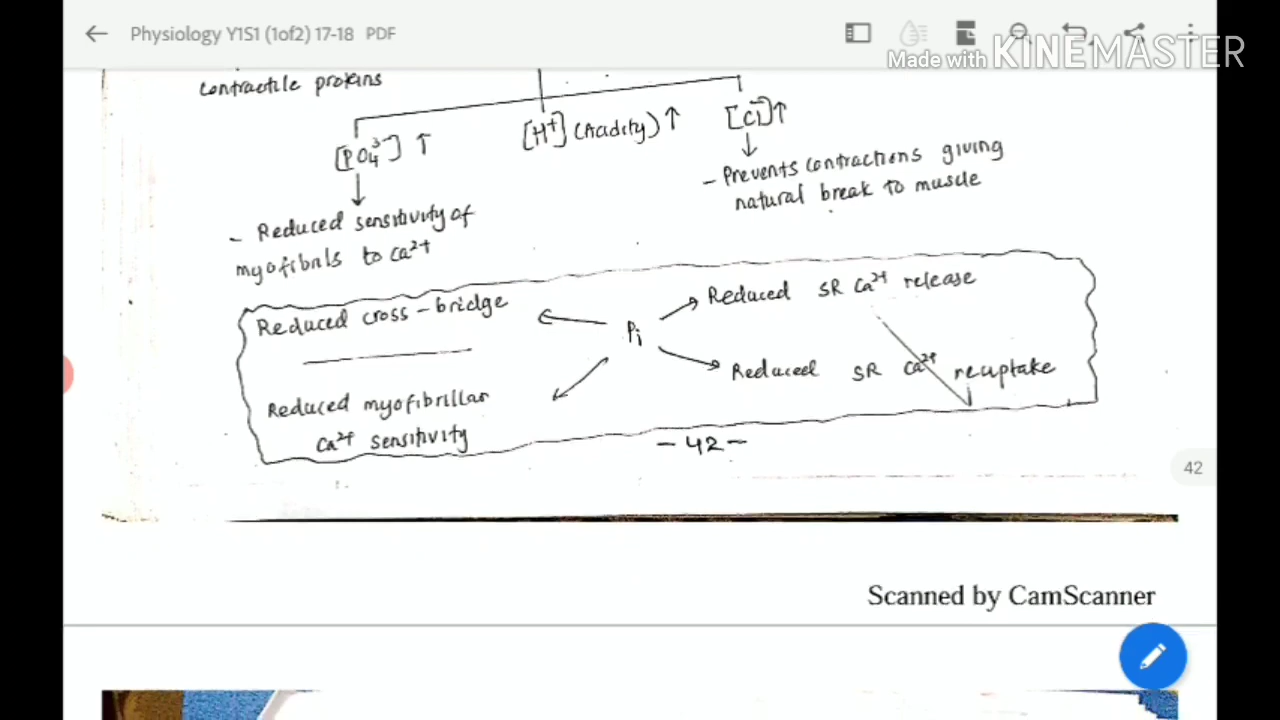 Physiology Y1S1 (1of2) 17-18 PDF
Made with KINEMASTER
contractile proteins
[PO₄³⁻] ↑
[H⁺] (Acidity) ↑
[Cl⁻] ↑
- Prevents contractions giving
natural break to muscle
- Reduced sensitivity of
myofibrils to Ca²⁺
Reduced cross-bridge
Pi
Reduced SR Ca²⁺ release
Reduced SR Ca²⁺ reuptake
Reduced myofibrillar
Ca²⁺ sensitivity
- 42 -
42
Scanned by CamScanner